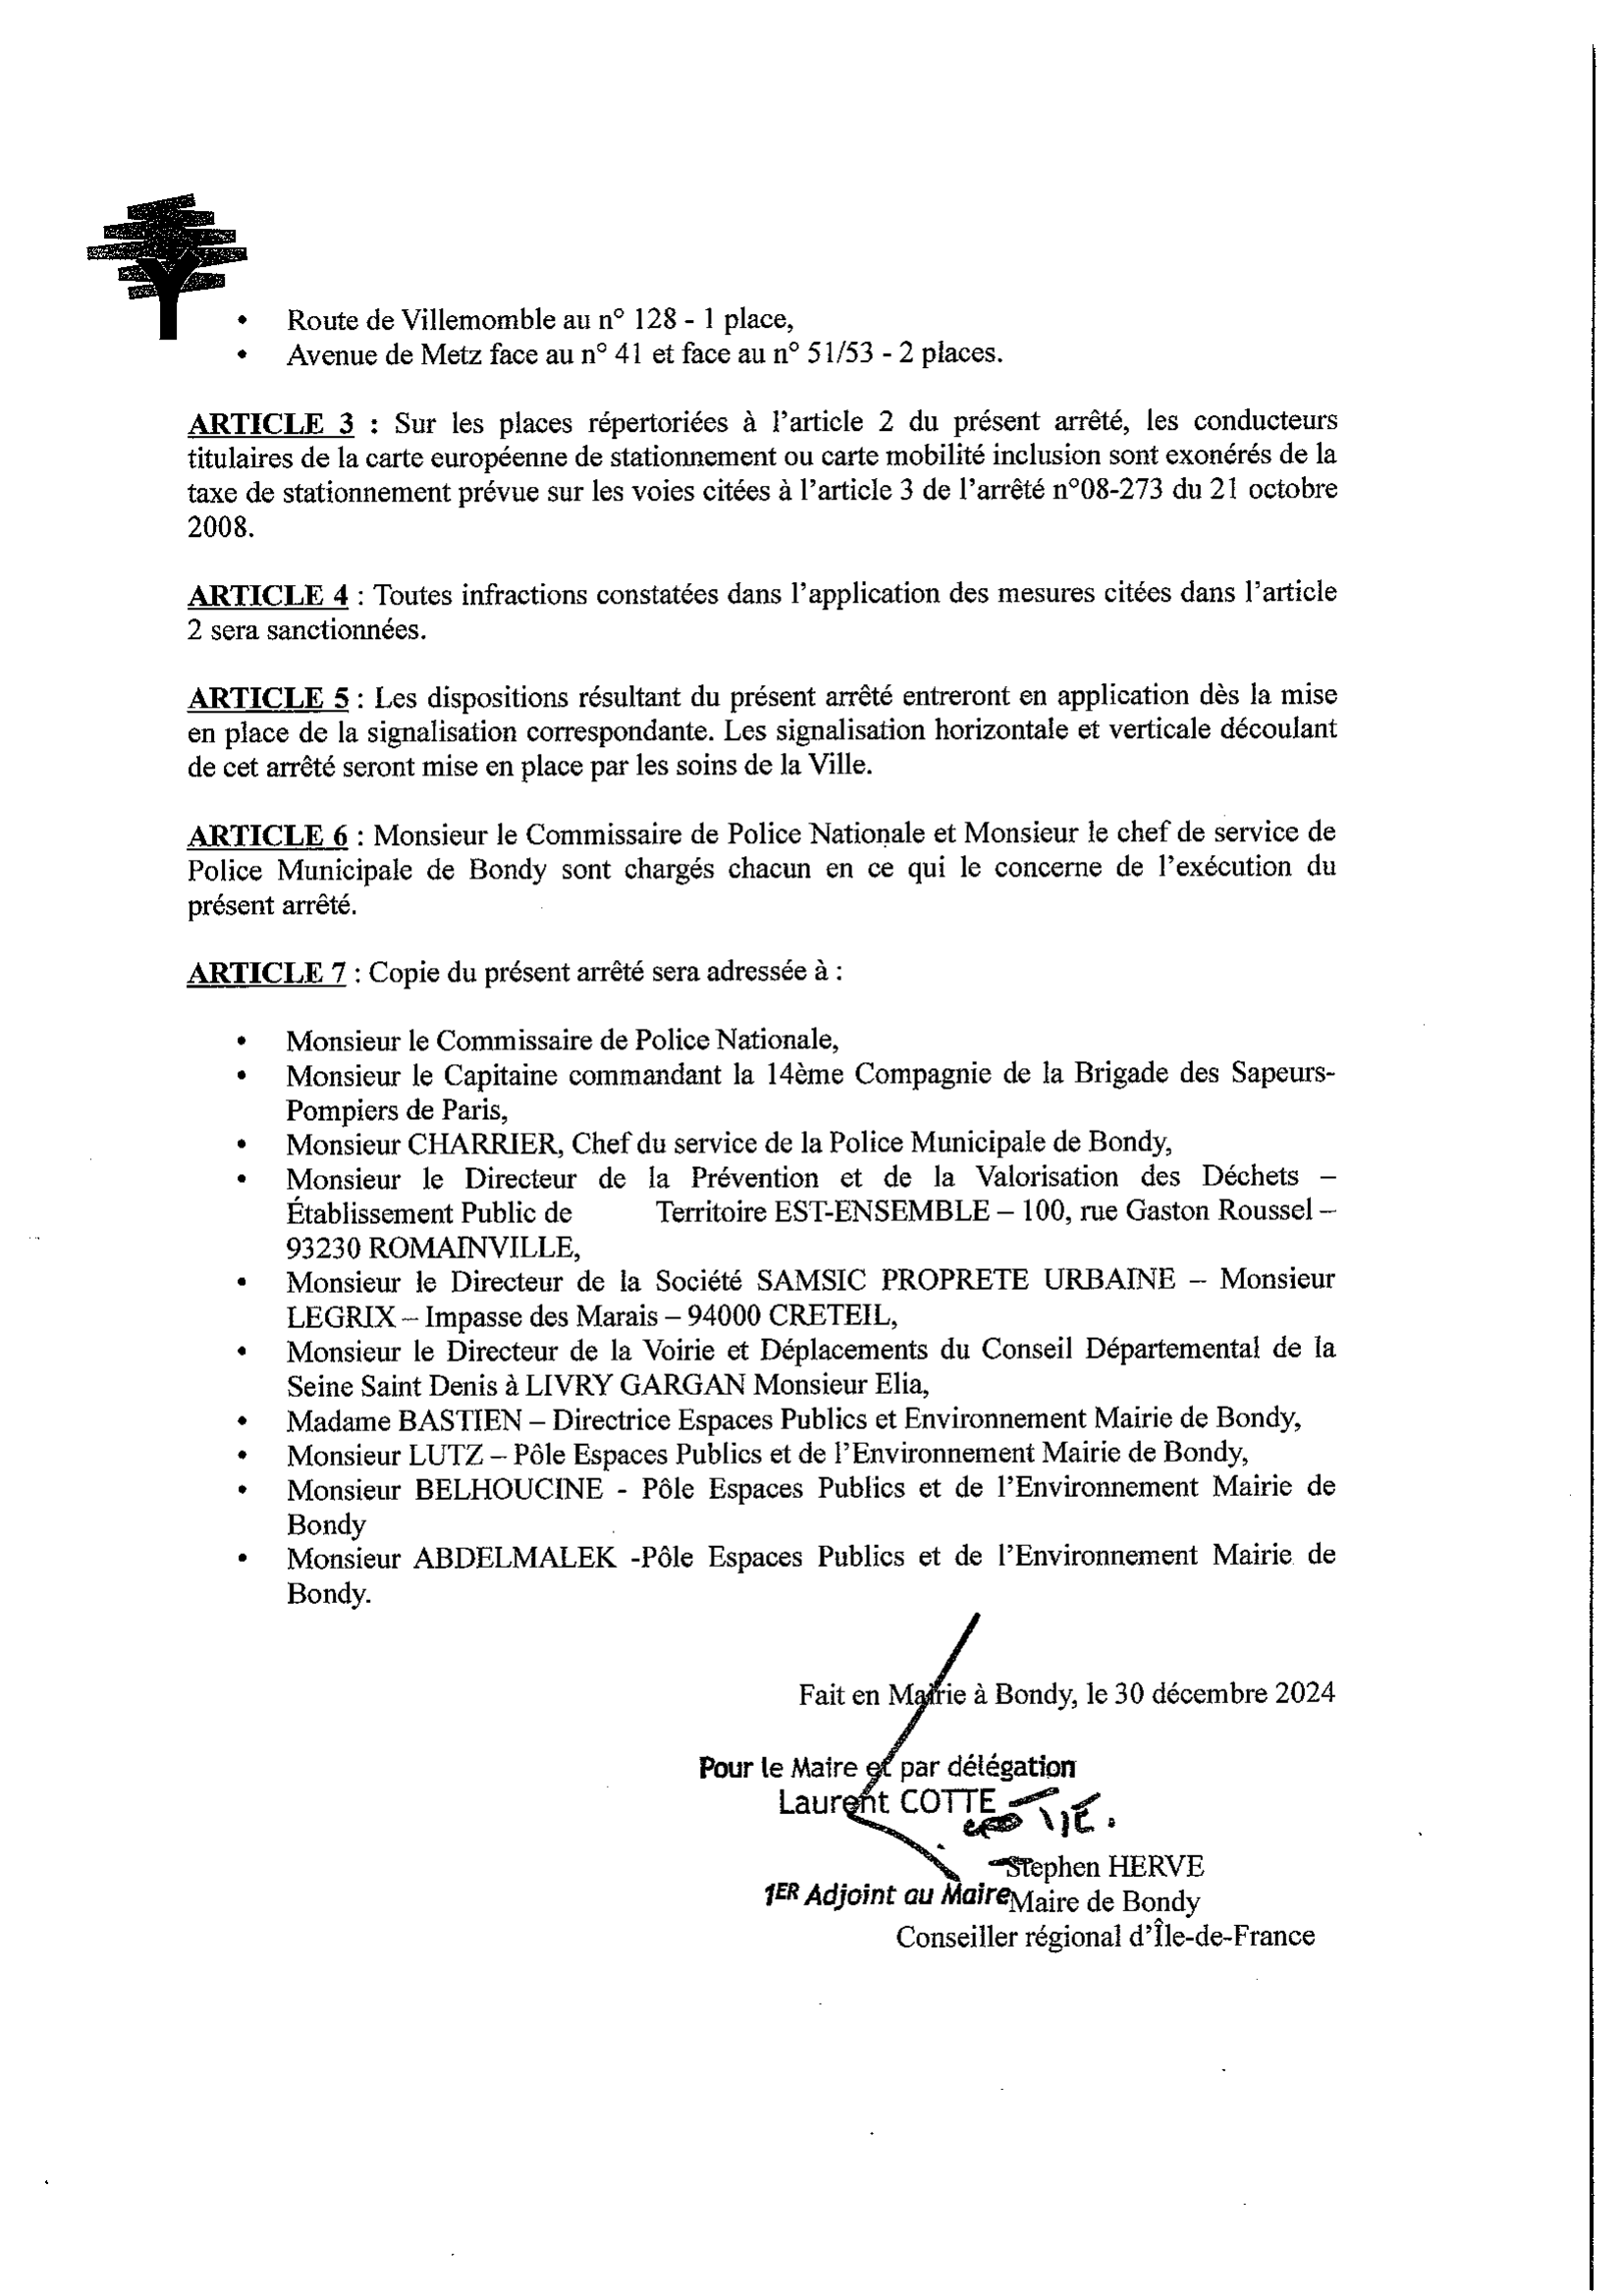 • Route de Villemomble au n° 128 - 1 place,
• Avenue de Metz face au n° 41 et face au n° 51/53 - 2 places.
ARTICLE 3 : Sur les places répertoriées à l'article 2 du présent arrêté, les conducteurs
titulaires de la carte européenne de stationnement ou carte mobilité inclusion sont exonérés de la
taxe de stationnement prévue sur les voies citées à l'article 3 de l'arrêté n°08-273 du 21 octobre
2008.
ARTICLE 4 : Toutes infractions constatées dans l'application des mesures citées dans l'article
2 sera sanctionnées.
ARTICLE 5 : Les dispositions résultant du présent arrêté entreront en application dès la mise
en place de la signalisation correspondante. Les signalisation horizontale et verticale découlant
de cet arrêté seront mise en place par les soins de la Ville.
ARTICLE 6 : Monsieur le Commissaire de Police Nationale et Monsieur le chef de service de
Police Municipale de Bondy sont chargés chacun en ce qui le concerne de l'exécution du
présent arrêté.
ARTICLE 7 : Copie du présent arrêté sera adressée à :
• Monsieur le Commissaire de Police Nationale,
• Monsieur le Capitaine commandant la 14ème Compagnie de la Brigade des Sapeurs-
Pompiers de Paris,
• Monsieur CHARRIER, Chef du service de la Police Municipale de Bondy,
• Monsieur le Directeur de la Prévention et de la Valorisation des Déchets –
Établissement Public de Territoire EST-ENSEMBLE – 100, rue Gaston Roussel –
93230 ROMAINVILLE,
• Monsieur le Directeur de la Société SAMSIC PROPRETE URBAINE – Monsieur
LEGRIX – Impasse des Marais – 94000 CRETEIL,
• Monsieur le Directeur de la Voirie et Déplacements du Conseil Départemental de la
Seine Saint Denis à LIVRY GARGAN Monsieur Elia,
• Madame BASTIEN – Directrice Espaces Publics et Environnement Mairie de Bondy,
• Monsieur LUTZ – Pôle Espaces Publics et de l'Environnement Mairie de Bondy,
• Monsieur BELHOUCINE - Pôle Espaces Publics et de l'Environnement Mairie de
Bondy
• Monsieur ABDELMALEK -Pôle Espaces Publics et de l'Environnement Mairie de
Bondy.
Fait en Mairie à Bondy, le 30 décembre 2024
Pour le Maire et par délégation
Laurent COTTE
Stephen HERVE
1ER Adjoint au Maire
Maire de Bondy
Conseiller régional d'Île-de-France